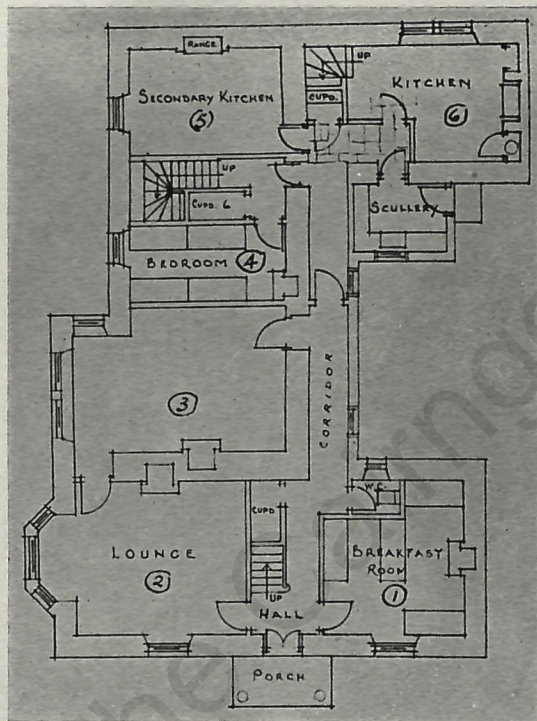 RANGE
SECONDARY KITCHEN
(5)
UP
CUPD.
KITCHEN
(6)
UP
CUPD. 6
SCULLERY
BEDROOM (4)
(3)
CORRIDOR
W.C.
CUPD
LOUNGE
(2)
BREAKFAST
ROOM
(1)
UP
HALL
PORCH